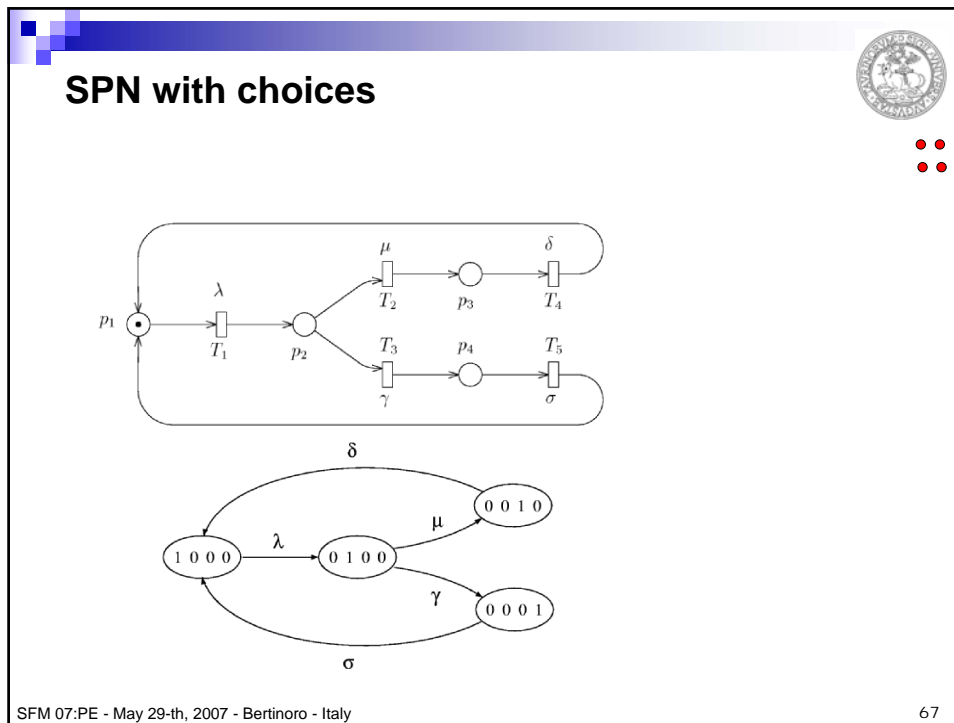 SPN with choices
μ
δ
λ
T2
p3
T4
p1
T1
p2
T3
p4
T5
γ
σ
δ
0 0 1 0
μ
λ
1 0 0 0
0 1 0 0
γ
0 0 0 1
σ
SFM 07:PE - May 29-th, 2007 - Bertinoro - Italy
67